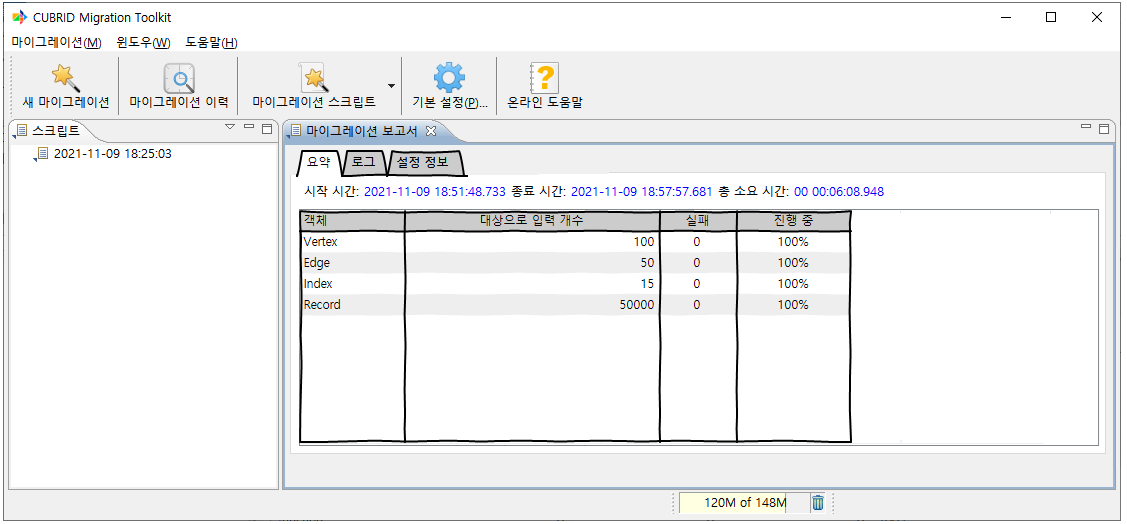 CUBRID Migration Toolkit
마이그레이션(M) 윈도우(W) 도움말(H)
새 마이그레이션 마이그레이션 이력 마이그레이션 스크립트 기본 설정(P)... 온라인 도움말
스크립트
2021-11-09 18:25:03
마이그레이션 보고서
요약 로그 설정 정보
시작 시간: 2021-11-09 18:51:48.733 종료 시간: 2021-11-09 18:57:57.681 총 소요 시간: 00 00:06:08.948
객체 대상으로 입력 개수 실패 진행 중
Vertex 100 0 100%
Edge 50 0 100%
Index 15 0 100%
Record 50000 0 100%
120M of 148M